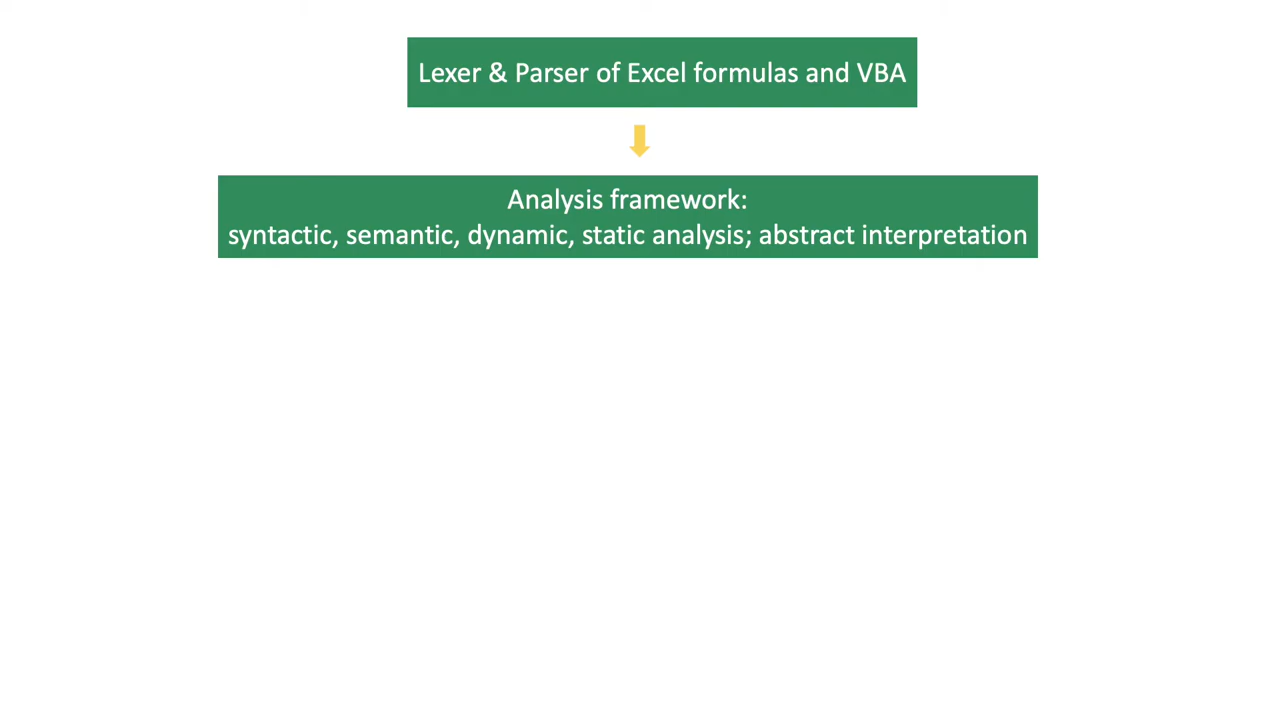 Lexer & Parser of Excel formulas and VBA
Analysis framework:
syntactic, semantic, dynamic, static analysis; abstract interpretation